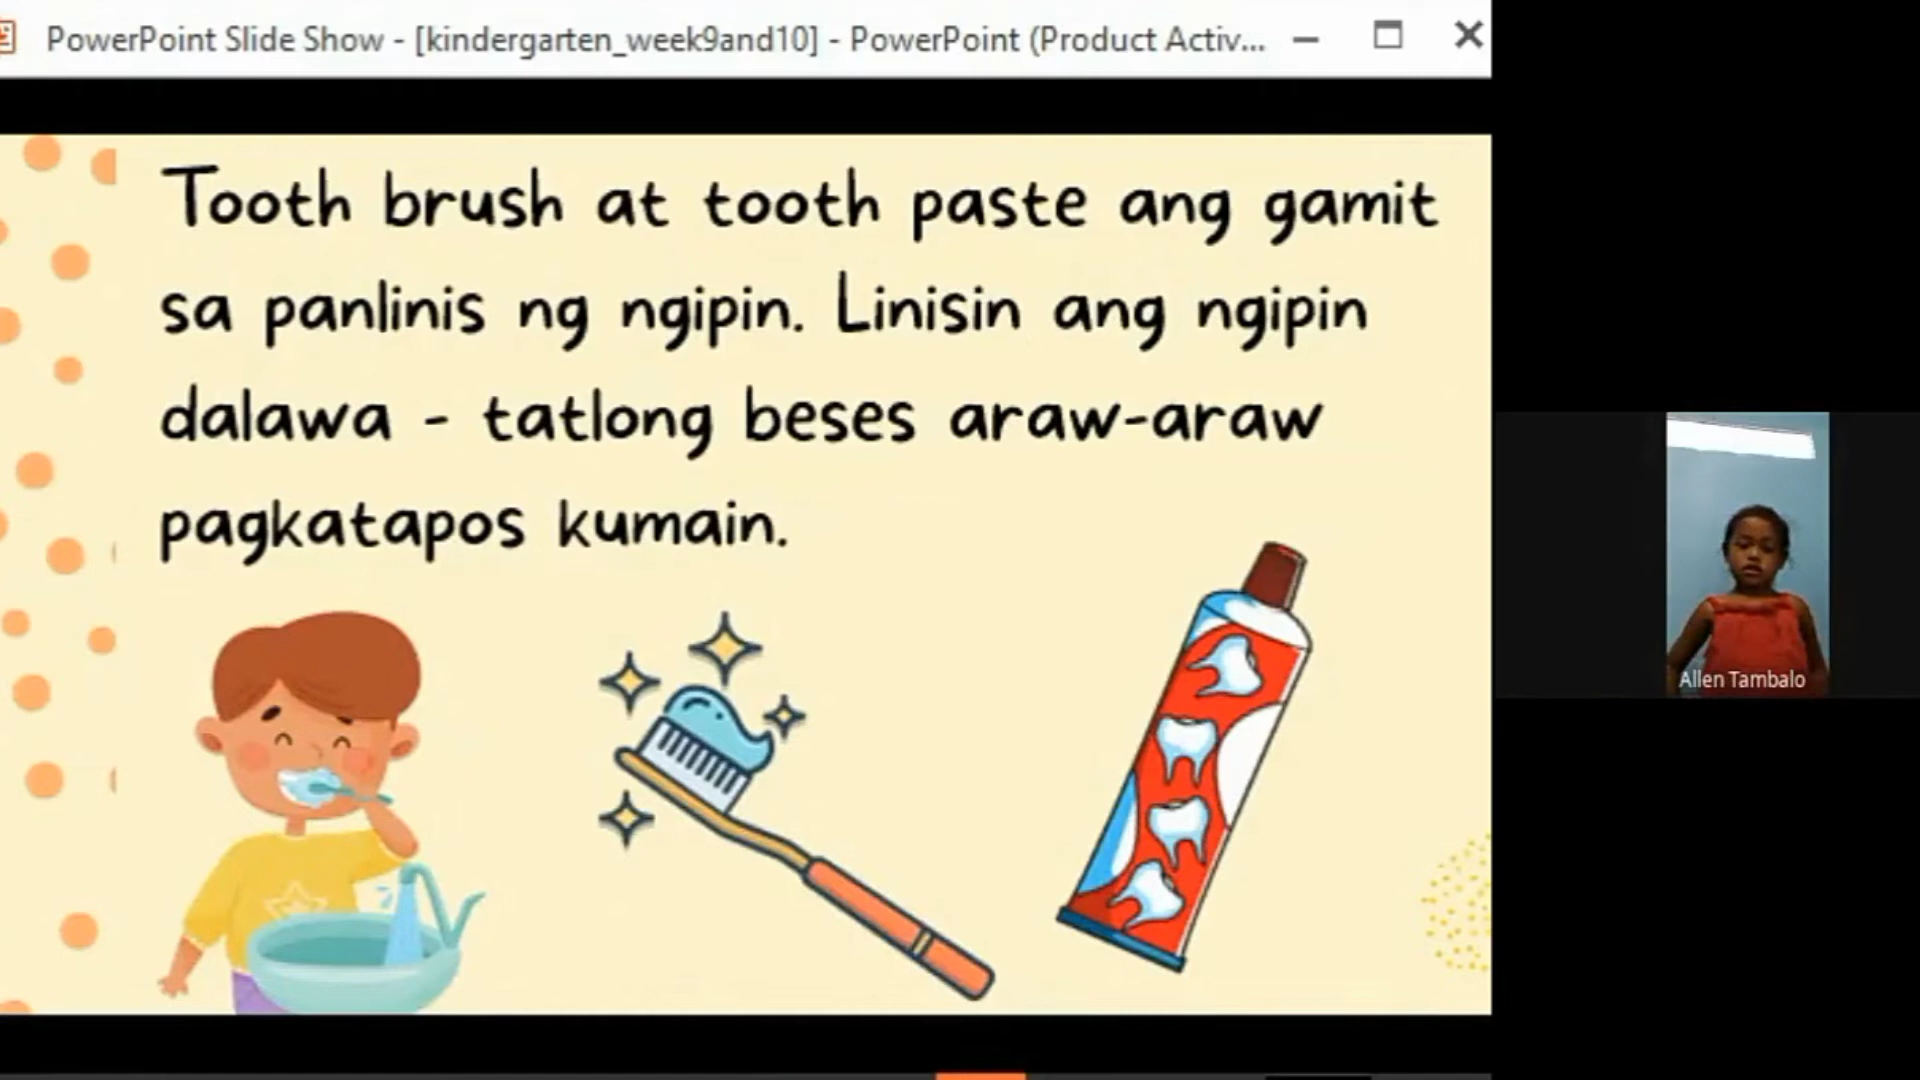 PowerPoint Slide Show - [kindergarten_week9and10] - PowerPoint (Product Activ...
Tooth brush at tooth paste ang gamit
sa panlinis ng ngipin. Linisin ang ngipin
dalawa - tatlong beses araw-araw
pagkatapos kumain.
Allen Tambalo